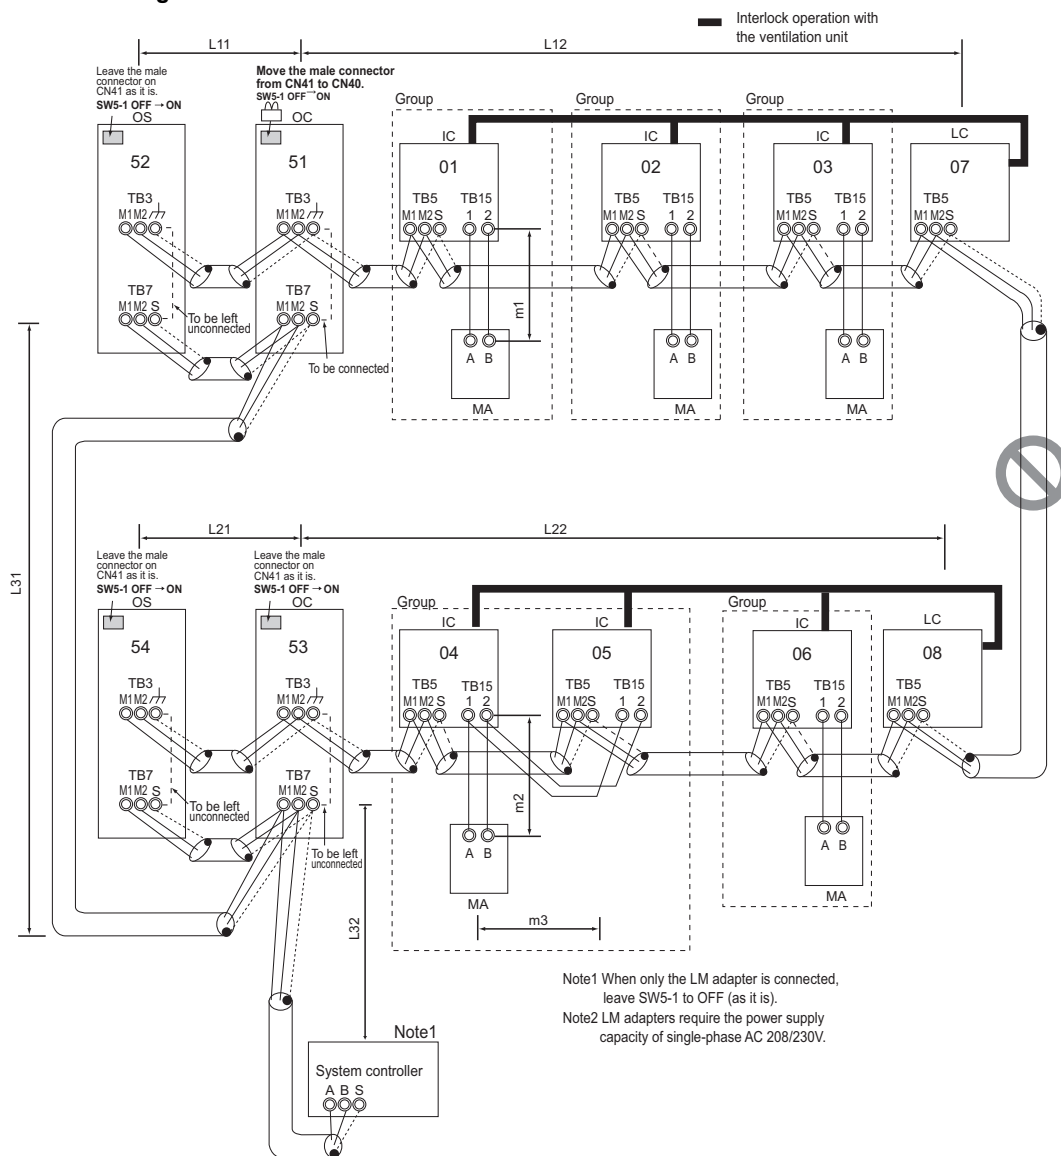 Interlock operation with
the ventilation unit
L11
L12
Leave the male
connector on
CN41 as it is.
SW5-1 OFF → ON
OS
Move the male connector
from CN41 to CN40.
SW5-1 OFF → ON
OC
Group
Group
Group
IC
IC
IC
LC
52
51
01
02
03
07
TB3
TB3
TB5
TB15
TB5
TB15
TB5
TB15
TB5
M1 M2
M1 M2
M1 M2 S
1 2
M1 M2 S
1 2
M1 M2 S
1 2
M1 M2 S
TB7
TB7
M1 M2 S
M1 M2 S
To be left
unconnected
To be connected
m1
A B
A B
A B
MA
MA
MA
L31
L21
L22
Leave the male
connector on
CN41 as it is.
SW5-1 OFF → ON
OS
Leave the male
connector on
CN41 as it is.
SW5-1 OFF → ON
OC
Group
Group
IC
IC
IC
LC
54
53
04
05
06
08
TB3
TB3
TB5
TB15
TB5
TB15
TB5
TB15
TB5
M1 M2
M1 M2
M1 M2 S
1 2
M1 M2 S
1 2
M1 M2 S
1 2
M1 M2 S
TB7
TB7
M1 M2 S
M1 M2 S
To be left
unconnected
To be left
unconnected
m2
A B
A B
MA
MA
m3
L32
Note1 When only the LM adapter is connected,
leave SW5-1 to OFF (as it is).
Note2 LM adapters require the power supply
capacity of single-phase AC 208/230V.
Note1
System controller
A B S